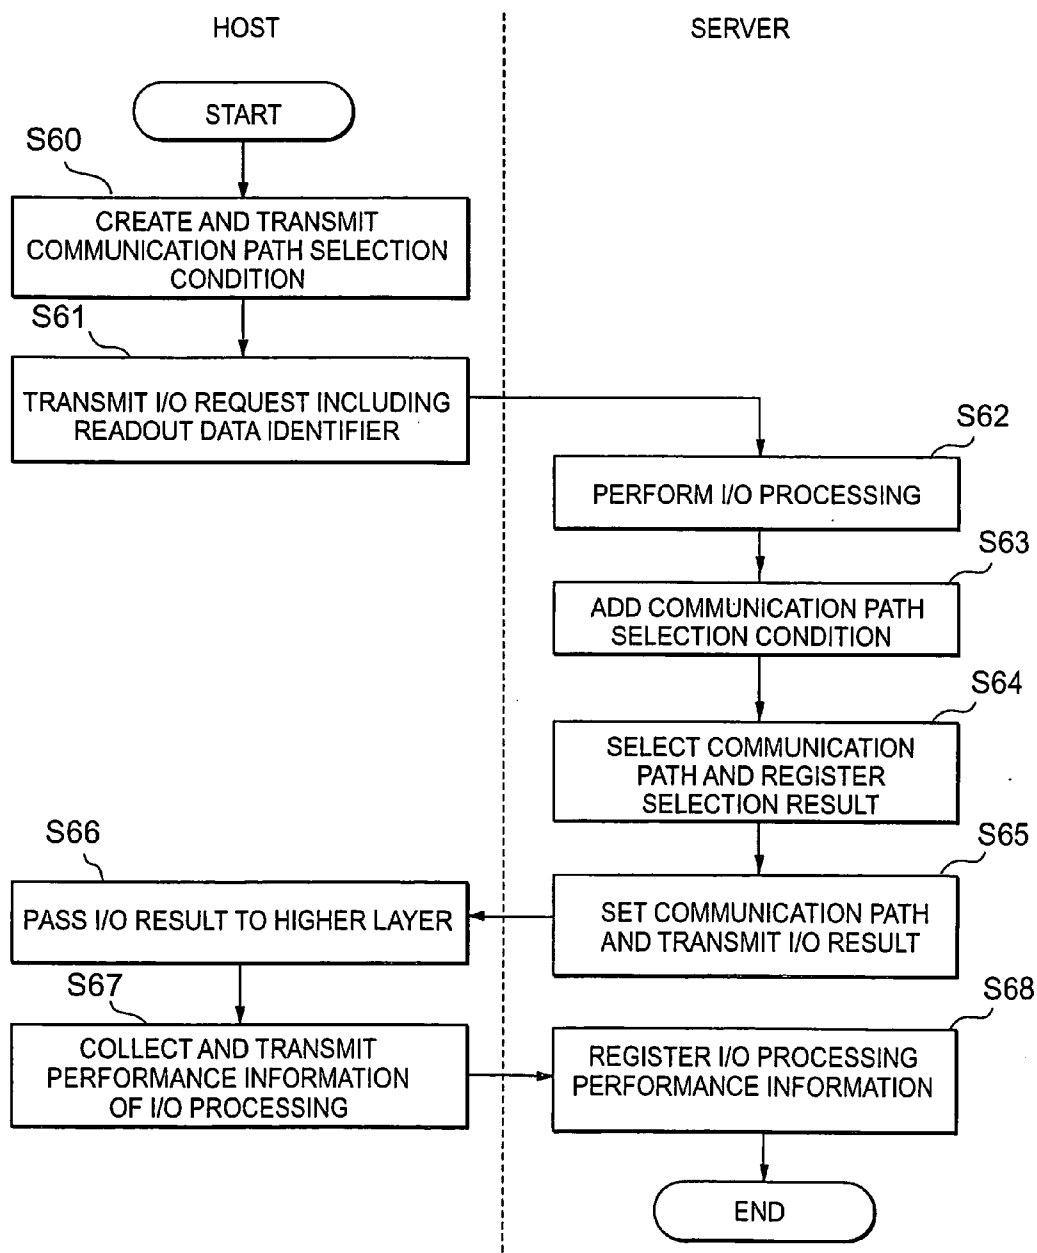 HOST
SERVER
START
S60
CREATE AND TRANSMIT
COMMUNICATION PATH SELECTION
CONDITION
S61
TRANSMIT I/O REQUEST INCLUDING
READOUT DATA IDENTIFIER
S62
PERFORM I/O PROCESSING
S63
ADD COMMUNICATION PATH
SELECTION CONDITION
S64
SELECT COMMUNICATION
PATH AND REGISTER
SELECTION RESULT
S65
SET COMMUNICATION PATH
AND TRANSMIT I/O RESULT
S66
PASS I/O RESULT TO HIGHER LAYER
S67
COLLECT AND TRANSMIT
PERFORMANCE INFORMATION
OF I/O PROCESSING
S68
REGISTER I/O PROCESSING
PERFORMANCE INFORMATION
END